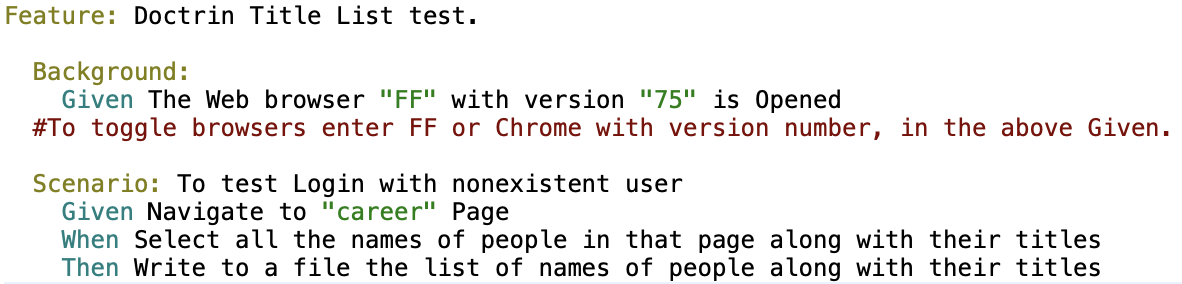 Feature: Doctrin Title List test.
Background:
Given The Web browser "FF" with version "75" is Opened
#To toggle browsers enter FF or Chrome with version number, in the above Given.
Scenario: To test Login with nonexistent user
Given Navigate to "career" Page
When Select all the names of people in that page along with their titles
Then Write to a file the list of names of people along with their titles